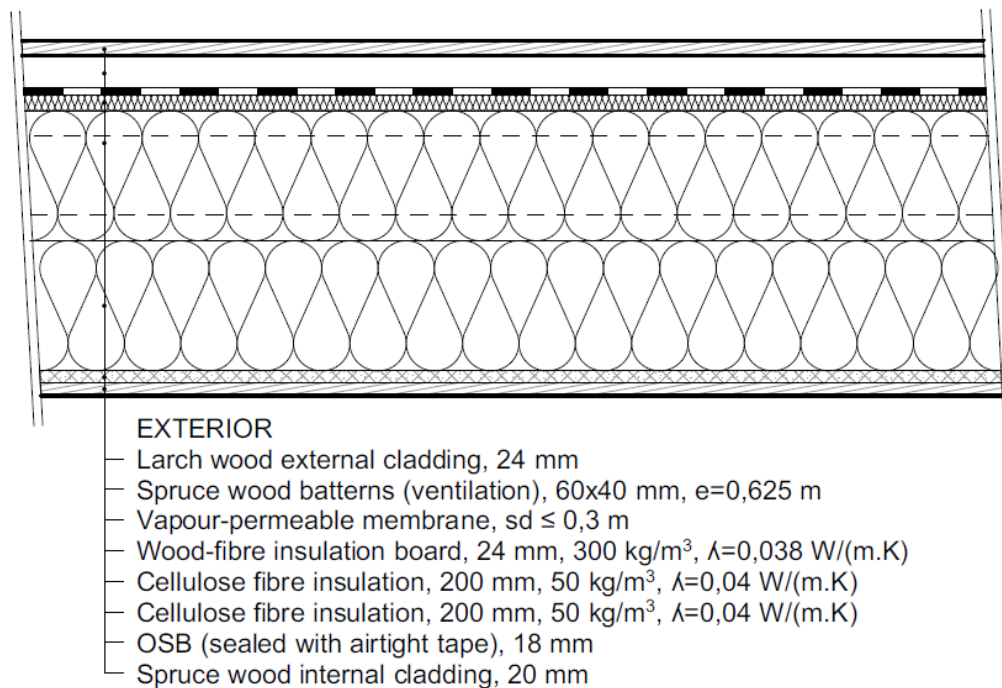 EXTERIOR
Larch wood external cladding, 24 mm
Spruce wood batterns (ventilation), 60x40 mm, e=0,625 m
Vapour-permeable membrane, sd ≤ 0,3 m
Wood-fibre insulation board, 24 mm, 300 kg/m³, ʎ=0,038 W/(m.K)
Cellulose fibre insulation, 200 mm, 50 kg/m³, ʎ=0,04 W/(m.K)
Cellulose fibre insulation, 200 mm, 50 kg/m³, ʎ=0,04 W/(m.K)
OSB (sealed with airtight tape), 18 mm
Spruce wood internal cladding, 20 mm